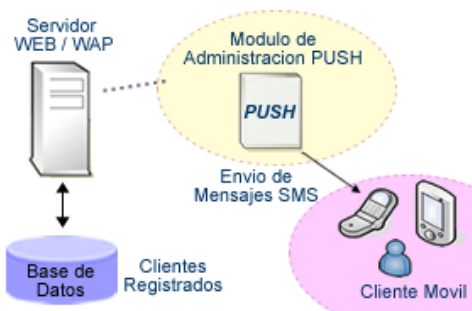 Servidor
WEB / WAP
Modulo de
Administracion PUSH
PUSH
Envio de
Mensajes SMS
Base de
Datos
Clientes
Registrados
Cliente Movil